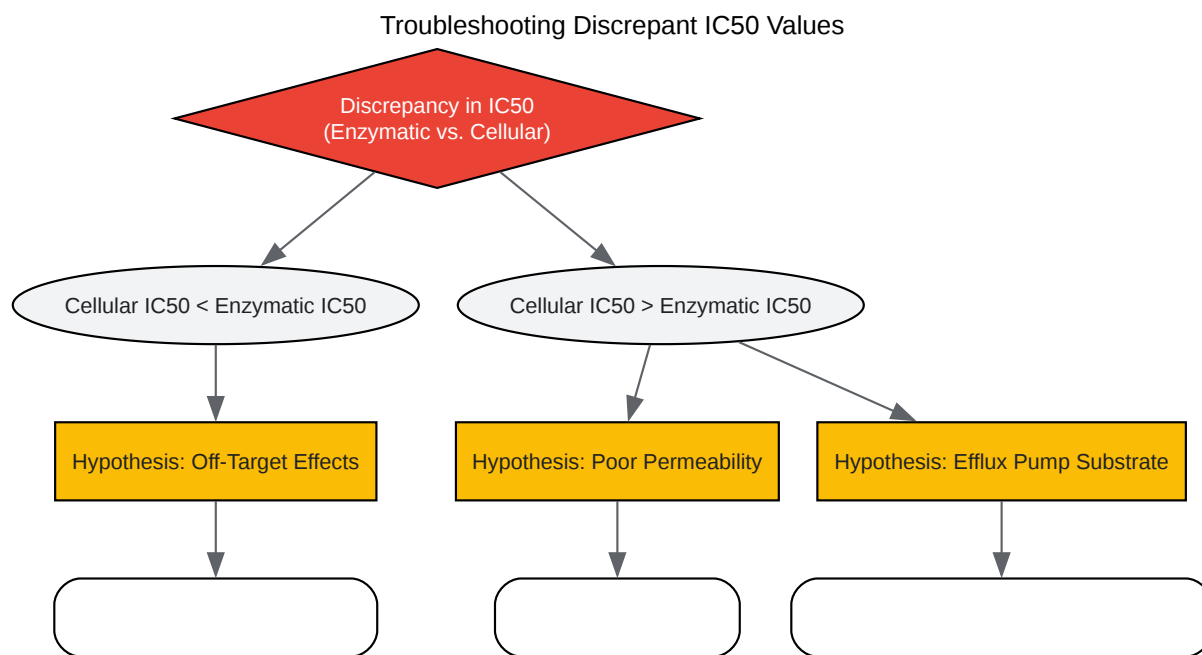 Troubleshooting Discrepant IC50 Values
Discrepancy in IC50
(Enzymatic vs. Cellular)
Cellular IC50 < Enzymatic IC50
Cellular IC50 > Enzymatic IC50
Hypothesis: Off-Target Effects
Hypothesis: Poor Permeability
Hypothesis: Efflux Pump Substrate